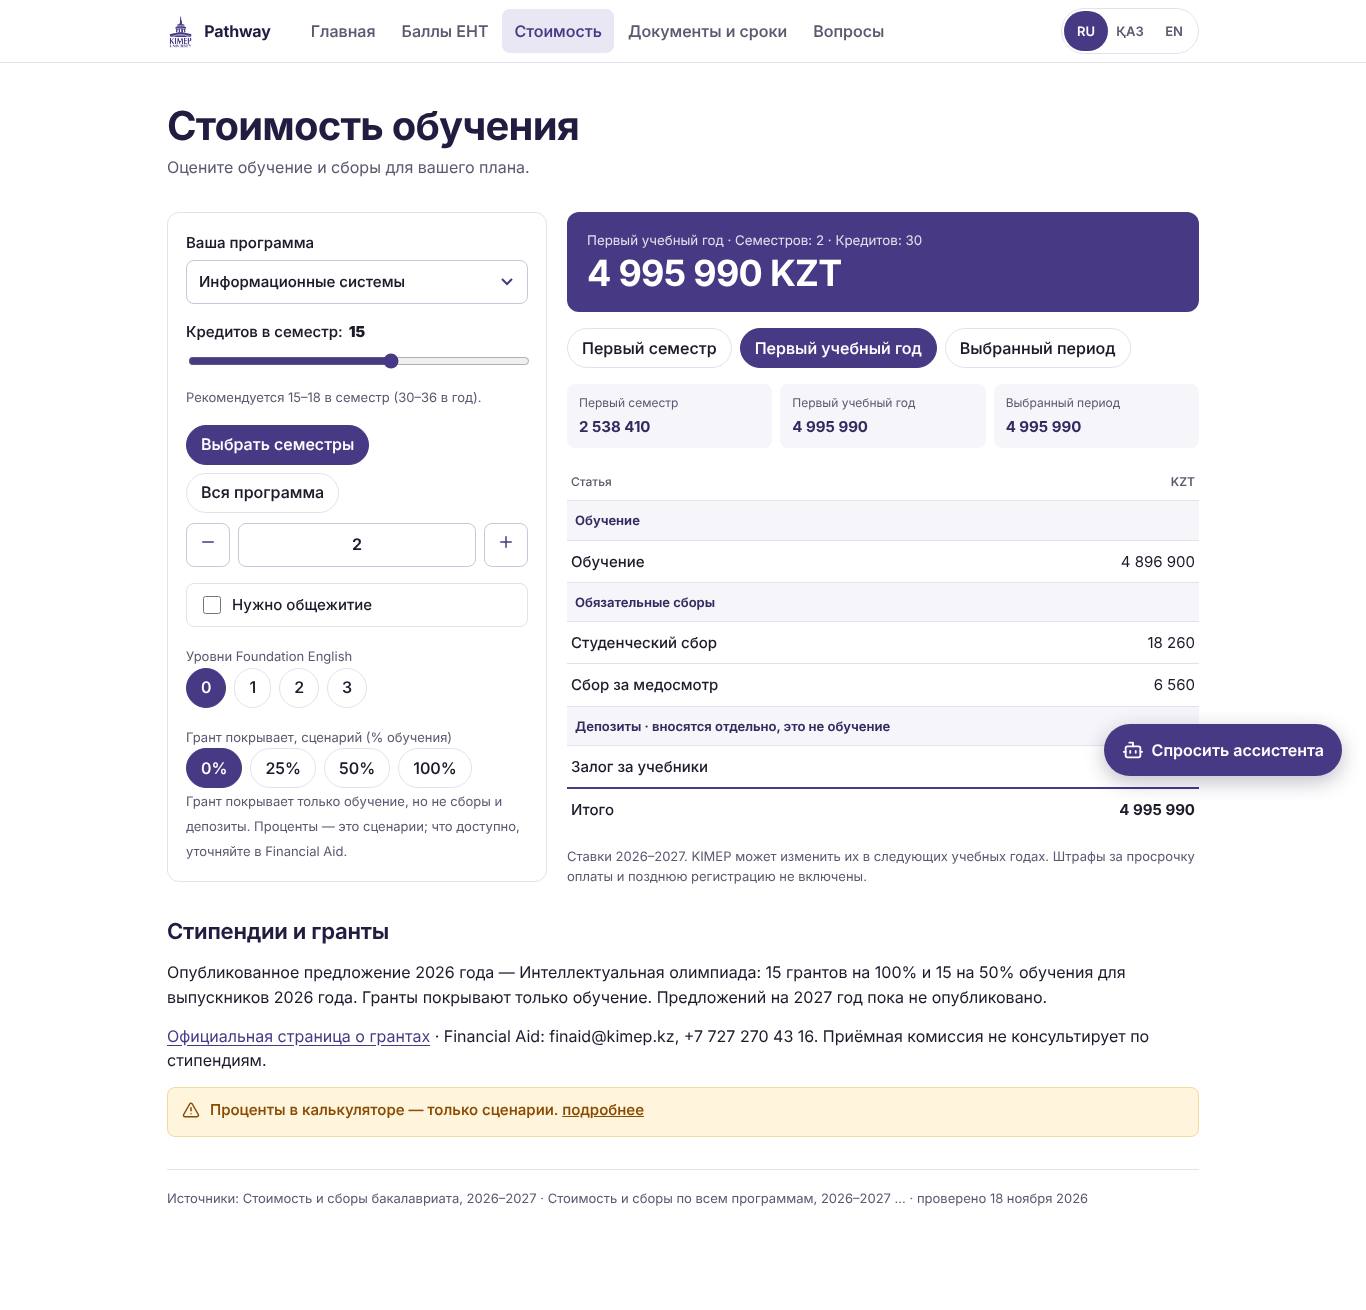 KIMEP
UNIVERSITY
Pathway
Главная
Баллы ЕНТ
Стоимость
Документы и сроки
Вопросы
RU
ҚАЗ
EN
Стоимость обучения
Оцените обучение и сборы для вашего плана.
Ваша программа
Информационные системы
Кредитов в семестр: 15
Рекомендуется 15–18 в семестр (30–36 в год).
Выбрать семестры
Вся программа
−
2
+
Нужно общежитие
Уровни Foundation English
0
1
2
3
Грант покрывает, сценарий (% обучения)
0%
25%
50%
100%
Грант покрывает только обучение, но не сборы и
депозиты. Проценты — это сценарии; что доступно,
уточняйте в Financial Aid.
Первый учебный год · Семестров: 2 · Кредитов: 30
4 995 990 KZT
Первый семестр
Первый учебный год
Выбранный период
Первый семестр
2 538 410
Первый учебный год
4 995 990
Выбранный период
4 995 990
Статья KZT
Обучение
Обучение 4 896 900
Обязательные сборы
Студенческий сбор 18 260
Сбор за медосмотр 6 560
Депозиты · вносятся отдельно, это не обучение
Залог за учебники
Спросить ассистента
Итого 4 995 990
Ставки 2026–2027. KIMEP может изменить их в следующих учебных годах. Штрафы за просрочку
оплаты и позднюю регистрацию не включены.
Стипендии и гранты
Опубликованное предложение 2026 года — Интеллектуальная олимпиада: 15 грантов на 100% и 15 на 50% обучения для
выпускников 2026 года. Гранты покрывают только обучение. Предложений на 2027 год пока не опубликовано.
Официальная страница о грантах · Financial Aid: finaid@kimep.kz, +7 727 270 43 16. Приёмная комиссия не консультирует по
стипендиям.
Проценты в калькуляторе — только сценарии. подробнее
Источники: Стоимость и сборы бакалавриата, 2026–2027 · Стоимость и сборы по всем программам, 2026–2027 … · проверено 18 ноября 2026